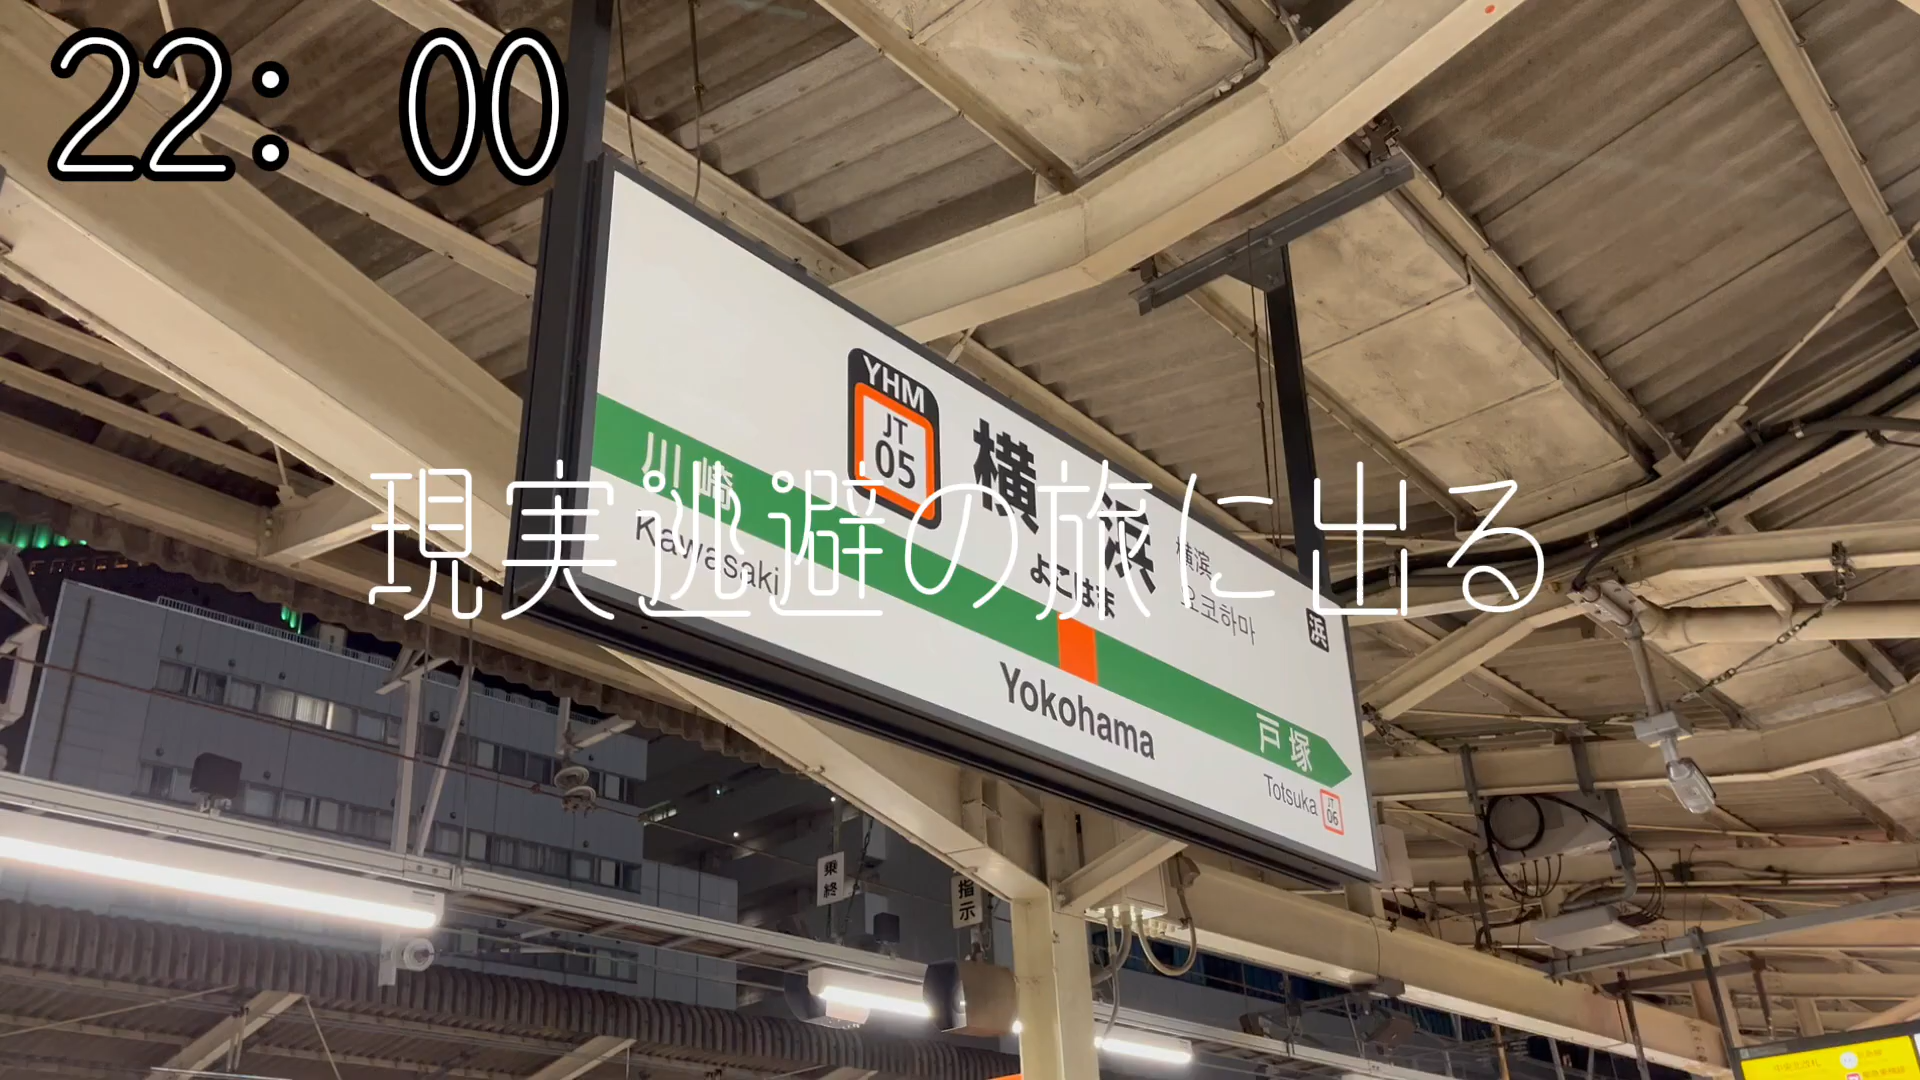 22: 00
YHM
JT
05
横浜
よこはま
横滨
요코하마
浜
川崎
Kawasaki
現実逃避の旅に出る
Yokohama
戸塚
Totsuka
JT
06
乗終
指示